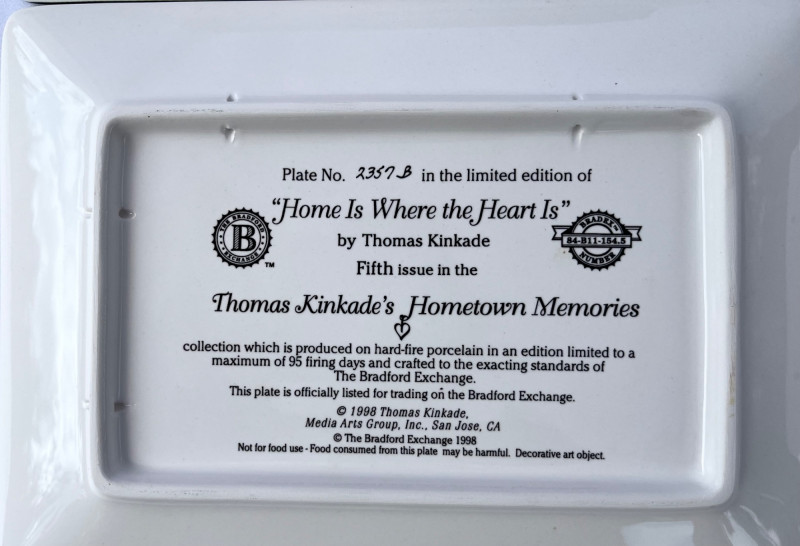 Plate No. 2357 B in the limited edition of
"Home Is Where the Heart Is"
THE BRADFORD EXCHANGE
B
TM
by Thomas Kinkade
BRADEX
84-B11-154.5
NUMBER
Fifth issue in the
Thomas Kinkade's Hometown Memories
collection which is produced on hard-fire porcelain in an edition limited to a
maximum of 95 firing days and crafted to the exacting standards of
The Bradford Exchange.
This plate is officially listed for trading on the Bradford Exchange.
© 1998 Thomas Kinkade,
Media Arts Group, Inc., San Jose, CA
© The Bradford Exchange 1998
Not for food use - Food consumed from this plate may be harmful. Decorative art object.